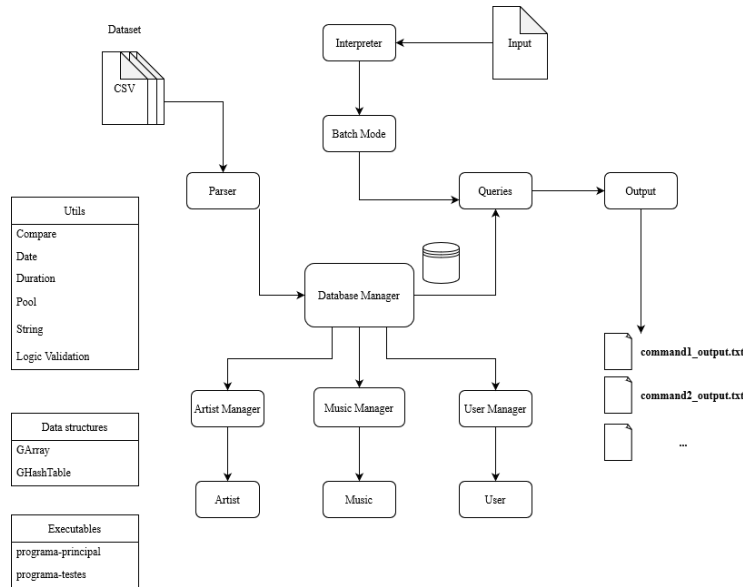 Dataset
CSV
Interpreter
Input
Batch Mode
Parser
Queries
Output
Utils
Compare
Date
Duration
Pool
String
Logic Validation
Database Manager
command1_output.txt
command2_output.txt
...
Artist Manager
Music Manager
User Manager
Data structures
GArray
GHashTable
Artist
Music
User
Executables
programa-principal
programa-testes